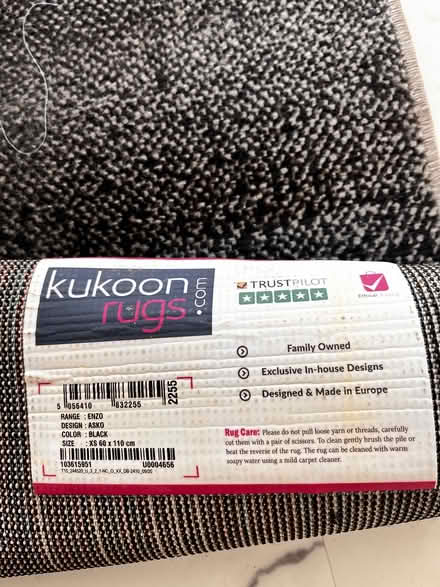 kukoon
rugs.com
TRUSTPILOT
Family Owned
Exclusive In-house Designs
Designed & Made in Europe
5 056410 632255
2255
RANGE : ENZO
DESIGN : ASKO
COLOR : BLACK
SIZE : XS 60 x 110 cm
103615951 U0004656
Rug Care: Please do not pull loose yarn or threads, carefully
cut them with a pair of scissors. To clean gently brush the pile or
beat the reverse of the rug. The rug can be cleaned with warm
soapy water using a mild carpet cleaner.
Ethical